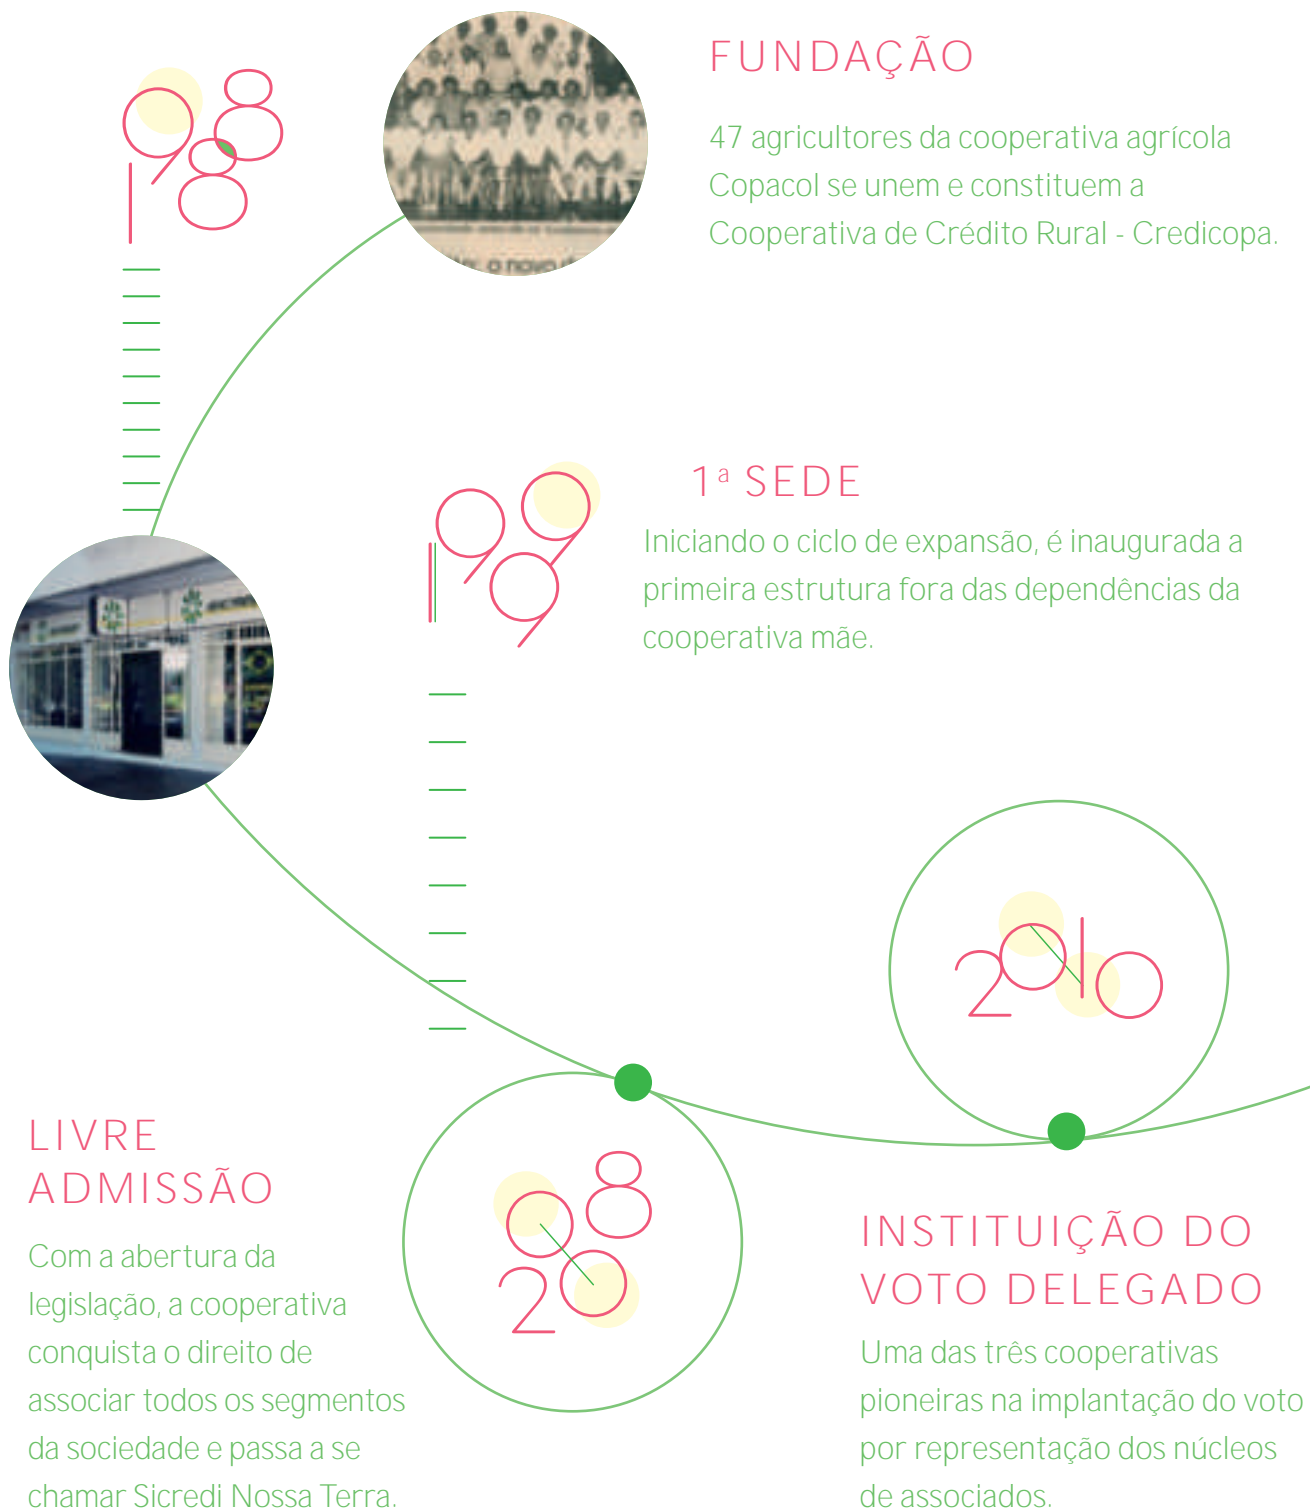 1988
FUNDAÇÃO
47 agricultores da cooperativa agrícola
Copacol se unem e constituem a
Cooperativa de Crédito Rural - Credicopa.
o novo
1999
1ª SEDE
Iniciando o ciclo de expansão, é inaugurada a
primeira estrutura fora das dependências da
cooperativa mãe.
2008
LIVRE
ADMISSÃO
Com a abertura da
legislação, a cooperativa
conquista o direito de
associar todos os segmentos
da sociedade e passa a se
chamar Sicredi Nossa Terra.
2010
INSTITUIÇÃO DO
VOTO DELEGADO
Uma das três cooperativas
pioneiras na implantação do voto
por representação dos núcleos
de associados.